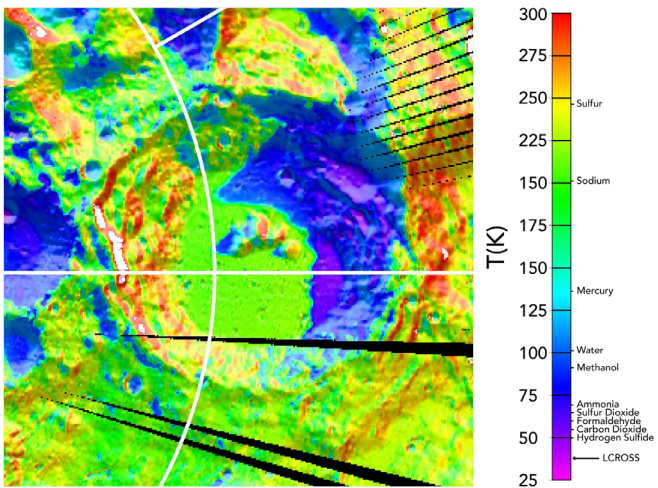 300
275
250
Sulfur
225
200
Sodium
175
150
Mercury
125
100
Water
Methanol
75
Ammonia
Sulfur Dioxide
Formaldehyde
Carbon Dioxide
50
Hydrogen Sulfide
LCROSS
25
T(K)